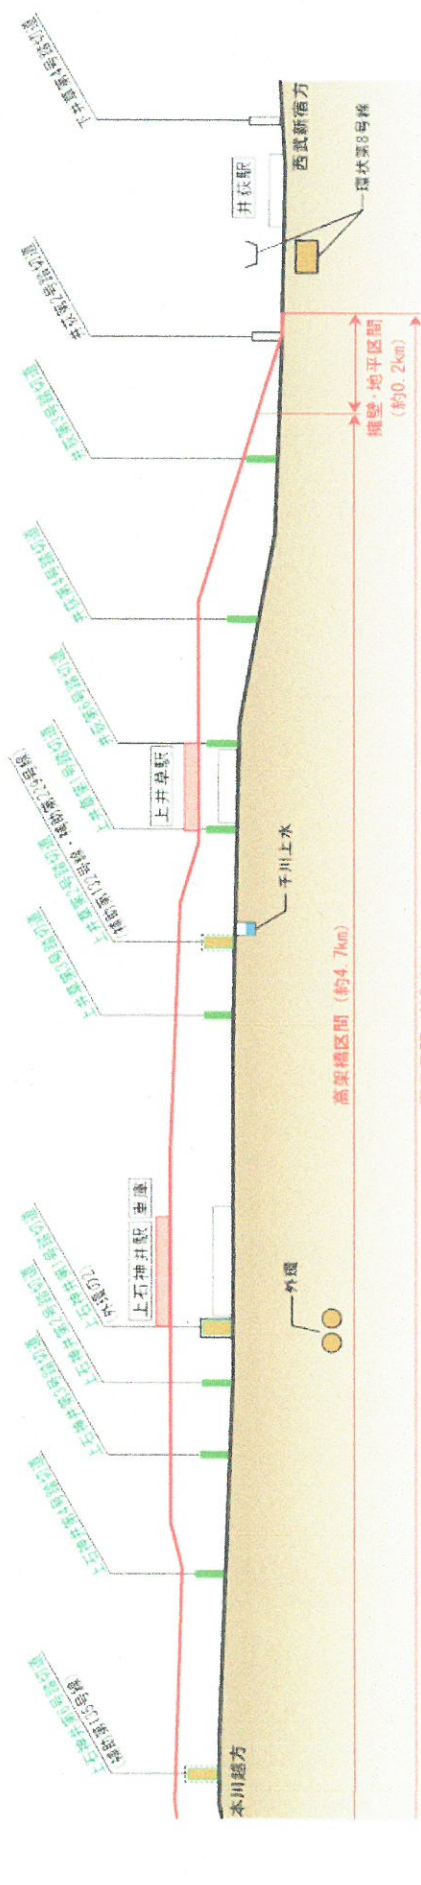 上石神井第6号踏切道
(補助第135号線)
上石神井第4号踏切道
上石神井第3号踏切道
上石神井第2号踏切道
上石神井第1号踏切道
(外環の2)
上井草第3号踏切道
上井草第2号踏切道
(補助第132号線・補助第229号線)
上井草第1号踏切道
井荻第5号踏切道
井荻第4号踏切道
井荻第3号踏切道
井荻第2号踏切道
下井草第4号踏切道
上石神井駅
車庫
上井草駅
井荻駅
本川越方
西武新宿方
外環
千川上水
環状第8号線
高架橋区間 (約4.7km)
擁壁・地平区間
(約0.2km)